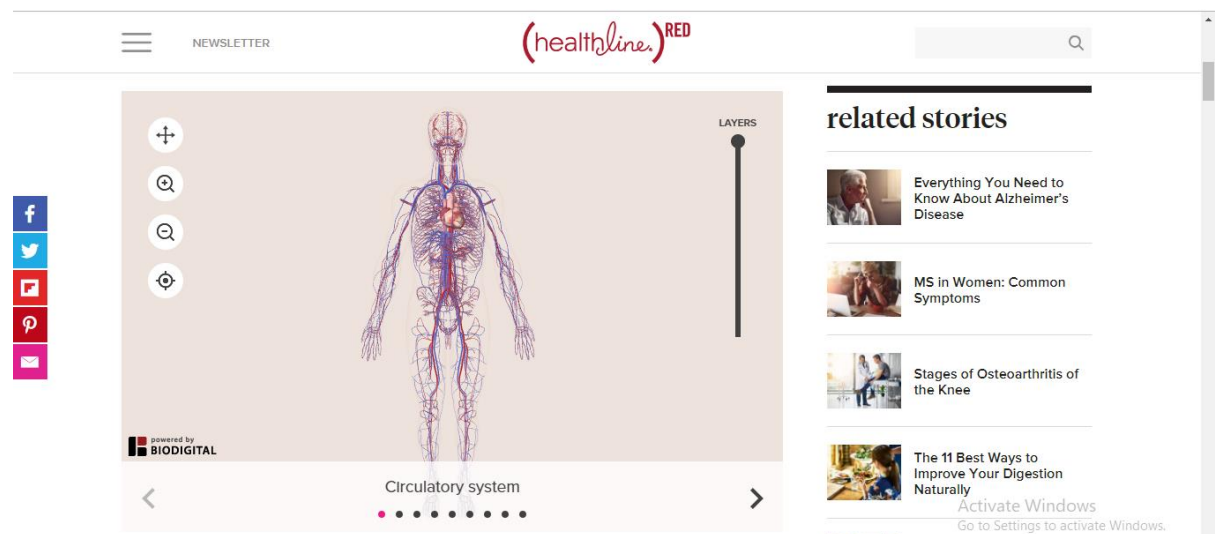 NEWSLETTER
(healthline.)RED
LAYERS
powered by
BIODIGITAL
Circulatory system
related stories
Everything You Need to
Know About Alzheimer's
Disease
MS in Women: Common
Symptoms
Stages of Osteoarthritis of
the Knee
The 11 Best Ways to
Improve Your Digestion
Naturally
Activate Windows
Go to Settings to activate Windows.